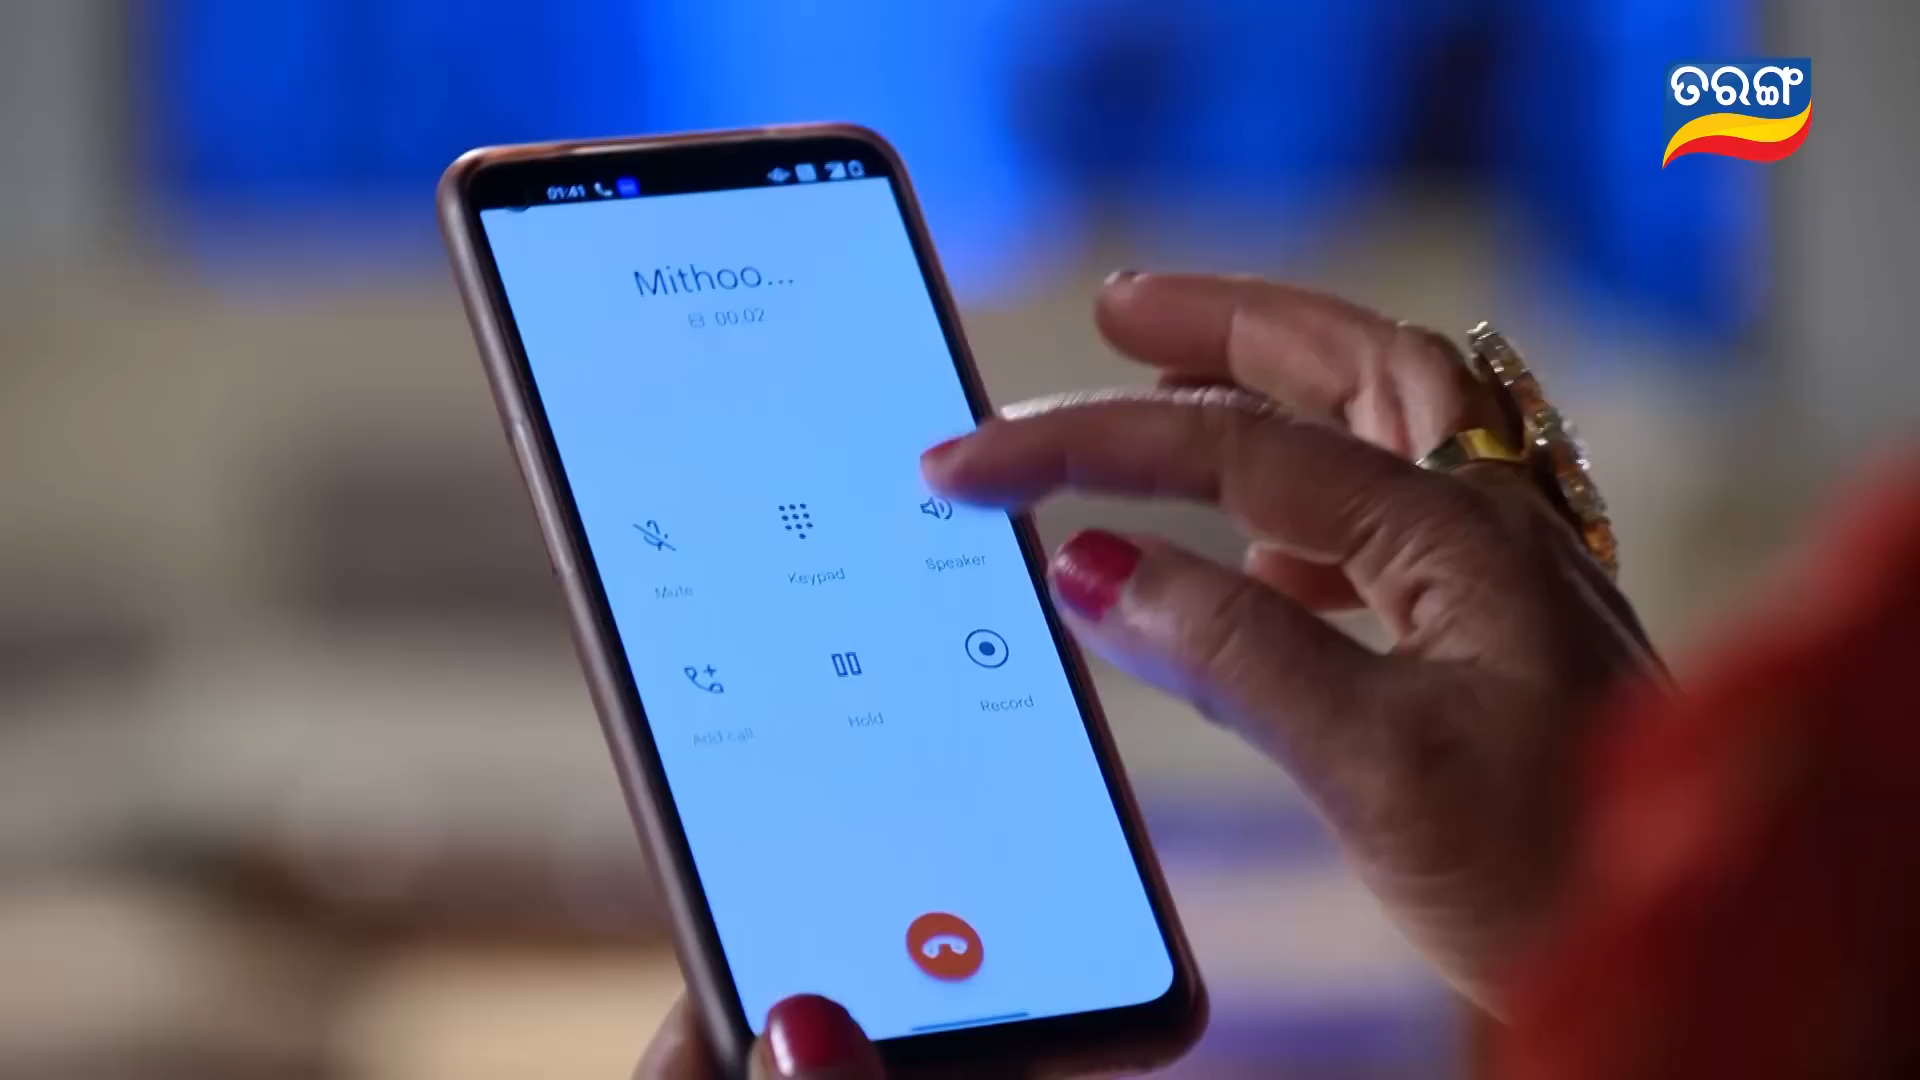 ତରଙ୍ଗ
01:41
Mithoo...
00:02
Mute
Keypad
Speaker
Add call
Hold
Record